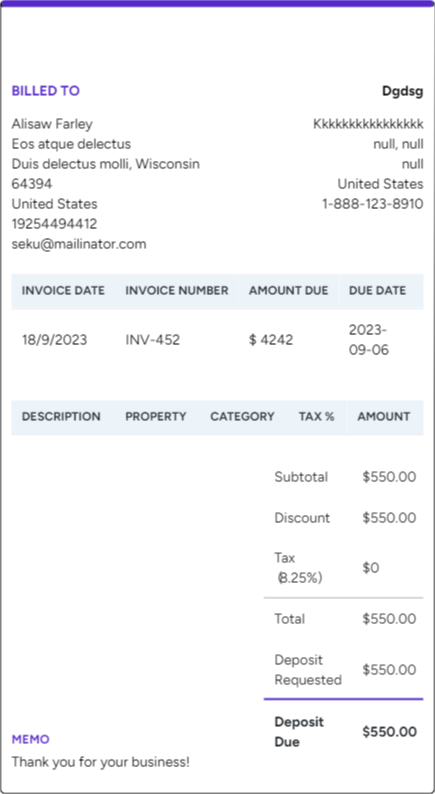 BILLED TO
Dgdsg
Alisaw Farley
Eos atque delectus
Duis delectus molli, Wisconsin
64394
United States
19254494412
seku@mailinator.com
Kkkkkkkkkkkkkkkk
null, null
null
United States
1-888-123-8910
INVOICE DATE INVOICE NUMBER AMOUNT DUE DUE DATE
18/9/2023 INV-452 $ 4242 2023-
09-06
DESCRIPTION PROPERTY CATEGORY TAX % AMOUNT
Subtotal $550.00
Discount $550.00
Tax
(8.25%) $0
Total $550.00
Deposit
Requested $550.00
Deposit
Due $550.00
MEMO
Thank you for your business!